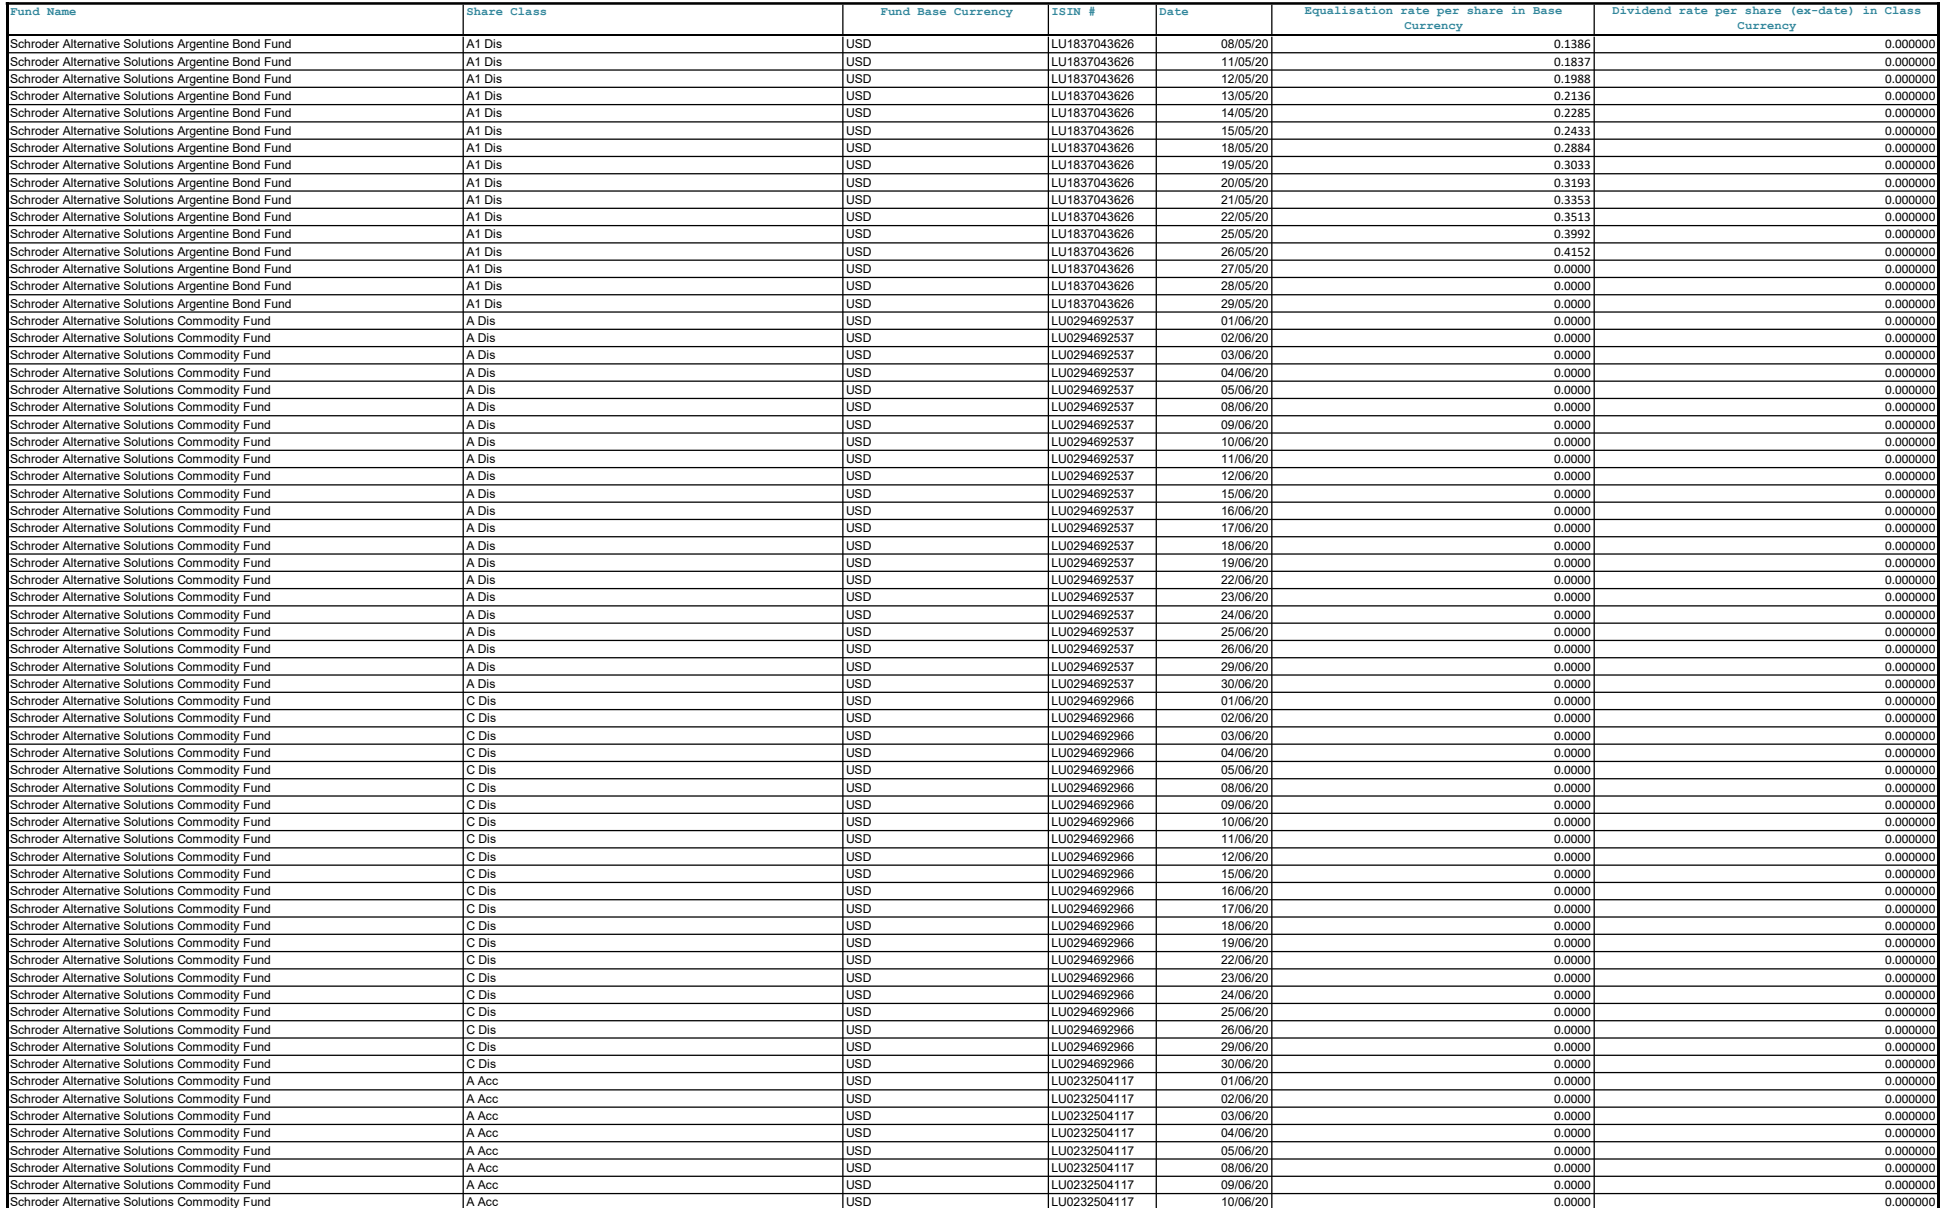 Fund Name Share Class Fund Base Currency ISIN # Date Equalisation rate per share in Base Currency Dividend rate per share (ex-date) in Class Currency
Schroder Alternative Solutions Argentine Bond Fund A1 Dis USD LU1837043626 08/05/20 0.1386 0.000000
Schroder Alternative Solutions Argentine Bond Fund A1 Dis USD LU1837043626 11/05/20 0.1837 0.000000
Schroder Alternative Solutions Argentine Bond Fund A1 Dis USD LU1837043626 12/05/20 0.1988 0.000000
Schroder Alternative Solutions Argentine Bond Fund A1 Dis USD LU1837043626 13/05/20 0.2136 0.000000
Schroder Alternative Solutions Argentine Bond Fund A1 Dis USD LU1837043626 14/05/20 0.2285 0.000000
Schroder Alternative Solutions Argentine Bond Fund A1 Dis USD LU1837043626 15/05/20 0.2433 0.000000
Schroder Alternative Solutions Argentine Bond Fund A1 Dis USD LU1837043626 18/05/20 0.2884 0.000000
Schroder Alternative Solutions Argentine Bond Fund A1 Dis USD LU1837043626 19/05/20 0.3033 0.000000
Schroder Alternative Solutions Argentine Bond Fund A1 Dis USD LU1837043626 20/05/20 0.3193 0.000000
Schroder Alternative Solutions Argentine Bond Fund A1 Dis USD LU1837043626 21/05/20 0.3353 0.000000
Schroder Alternative Solutions Argentine Bond Fund A1 Dis USD LU1837043626 22/05/20 0.3513 0.000000
Schroder Alternative Solutions Argentine Bond Fund A1 Dis USD LU1837043626 25/05/20 0.3992 0.000000
Schroder Alternative Solutions Argentine Bond Fund A1 Dis USD LU1837043626 26/05/20 0.4152 0.000000
Schroder Alternative Solutions Argentine Bond Fund A1 Dis USD LU1837043626 27/05/20 0.0000 0.000000
Schroder Alternative Solutions Argentine Bond Fund A1 Dis USD LU1837043626 28/05/20 0.0000 0.000000
Schroder Alternative Solutions Argentine Bond Fund A1 Dis USD LU1837043626 29/05/20 0.0000 0.000000
Schroder Alternative Solutions Commodity Fund A Dis USD LU0294692537 01/06/20 0.0000 0.000000
Schroder Alternative Solutions Commodity Fund A Dis USD LU0294692537 02/06/20 0.0000 0.000000
Schroder Alternative Solutions Commodity Fund A Dis USD LU0294692537 03/06/20 0.0000 0.000000
Schroder Alternative Solutions Commodity Fund A Dis USD LU0294692537 04/06/20 0.0000 0.000000
Schroder Alternative Solutions Commodity Fund A Dis USD LU0294692537 05/06/20 0.0000 0.000000
Schroder Alternative Solutions Commodity Fund A Dis USD LU0294692537 08/06/20 0.0000 0.000000
Schroder Alternative Solutions Commodity Fund A Dis USD LU0294692537 09/06/20 0.0000 0.000000
Schroder Alternative Solutions Commodity Fund A Dis USD LU0294692537 10/06/20 0.0000 0.000000
Schroder Alternative Solutions Commodity Fund A Dis USD LU0294692537 11/06/20 0.0000 0.000000
Schroder Alternative Solutions Commodity Fund A Dis USD LU0294692537 12/06/20 0.0000 0.000000
Schroder Alternative Solutions Commodity Fund A Dis USD LU0294692537 15/06/20 0.0000 0.000000
Schroder Alternative Solutions Commodity Fund A Dis USD LU0294692537 16/06/20 0.0000 0.000000
Schroder Alternative Solutions Commodity Fund A Dis USD LU0294692537 17/06/20 0.0000 0.000000
Schroder Alternative Solutions Commodity Fund A Dis USD LU0294692537 18/06/20 0.0000 0.000000
Schroder Alternative Solutions Commodity Fund A Dis USD LU0294692537 19/06/20 0.0000 0.000000
Schroder Alternative Solutions Commodity Fund A Dis USD LU0294692537 22/06/20 0.0000 0.000000
Schroder Alternative Solutions Commodity Fund A Dis USD LU0294692537 23/06/20 0.0000 0.000000
Schroder Alternative Solutions Commodity Fund A Dis USD LU0294692537 24/06/20 0.0000 0.000000
Schroder Alternative Solutions Commodity Fund A Dis USD LU0294692537 25/06/20 0.0000 0.000000
Schroder Alternative Solutions Commodity Fund A Dis USD LU0294692537 26/06/20 0.0000 0.000000
Schroder Alternative Solutions Commodity Fund A Dis USD LU0294692537 29/06/20 0.0000 0.000000
Schroder Alternative Solutions Commodity Fund A Dis USD LU0294692537 30/06/20 0.0000 0.000000
Schroder Alternative Solutions Commodity Fund C Dis USD LU0294692966 01/06/20 0.0000 0.000000
Schroder Alternative Solutions Commodity Fund C Dis USD LU0294692966 02/06/20 0.0000 0.000000
Schroder Alternative Solutions Commodity Fund C Dis USD LU0294692966 03/06/20 0.0000 0.000000
Schroder Alternative Solutions Commodity Fund C Dis USD LU0294692966 04/06/20 0.0000 0.000000
Schroder Alternative Solutions Commodity Fund C Dis USD LU0294692966 05/06/20 0.0000 0.000000
Schroder Alternative Solutions Commodity Fund C Dis USD LU0294692966 08/06/20 0.0000 0.000000
Schroder Alternative Solutions Commodity Fund C Dis USD LU0294692966 09/06/20 0.0000 0.000000
Schroder Alternative Solutions Commodity Fund C Dis USD LU0294692966 10/06/20 0.0000 0.000000
Schroder Alternative Solutions Commodity Fund C Dis USD LU0294692966 11/06/20 0.0000 0.000000
Schroder Alternative Solutions Commodity Fund C Dis USD LU0294692966 12/06/20 0.0000 0.000000
Schroder Alternative Solutions Commodity Fund C Dis USD LU0294692966 15/06/20 0.0000 0.000000
Schroder Alternative Solutions Commodity Fund C Dis USD LU0294692966 16/06/20 0.0000 0.000000
Schroder Alternative Solutions Commodity Fund C Dis USD LU0294692966 17/06/20 0.0000 0.000000
Schroder Alternative Solutions Commodity Fund C Dis USD LU0294692966 18/06/20 0.0000 0.000000
Schroder Alternative Solutions Commodity Fund C Dis USD LU0294692966 19/06/20 0.0000 0.000000
Schroder Alternative Solutions Commodity Fund C Dis USD LU0294692966 22/06/20 0.0000 0.000000
Schroder Alternative Solutions Commodity Fund C Dis USD LU0294692966 23/06/20 0.0000 0.000000
Schroder Alternative Solutions Commodity Fund C Dis USD LU0294692966 24/06/20 0.0000 0.000000
Schroder Alternative Solutions Commodity Fund C Dis USD LU0294692966 25/06/20 0.0000 0.000000
Schroder Alternative Solutions Commodity Fund C Dis USD LU0294692966 26/06/20 0.0000 0.000000
Schroder Alternative Solutions Commodity Fund C Dis USD LU0294692966 29/06/20 0.0000 0.000000
Schroder Alternative Solutions Commodity Fund C Dis USD LU0294692966 30/06/20 0.0000 0.000000
Schroder Alternative Solutions Commodity Fund A Acc USD LU0232504117 01/06/20 0.0000 0.000000
Schroder Alternative Solutions Commodity Fund A Acc USD LU0232504117 02/06/20 0.0000 0.000000
Schroder Alternative Solutions Commodity Fund A Acc USD LU0232504117 03/06/20 0.0000 0.000000
Schroder Alternative Solutions Commodity Fund A Acc USD LU0232504117 04/06/20 0.0000 0.000000
Schroder Alternative Solutions Commodity Fund A Acc USD LU0232504117 05/06/20 0.0000 0.000000
Schroder Alternative Solutions Commodity Fund A Acc USD LU0232504117 08/06/20 0.0000 0.000000
Schroder Alternative Solutions Commodity Fund A Acc USD LU0232504117 09/06/20 0.0000 0.000000
Schroder Alternative Solutions Commodity Fund A Acc USD LU0232504117 10/06/20 0.0000 0.000000